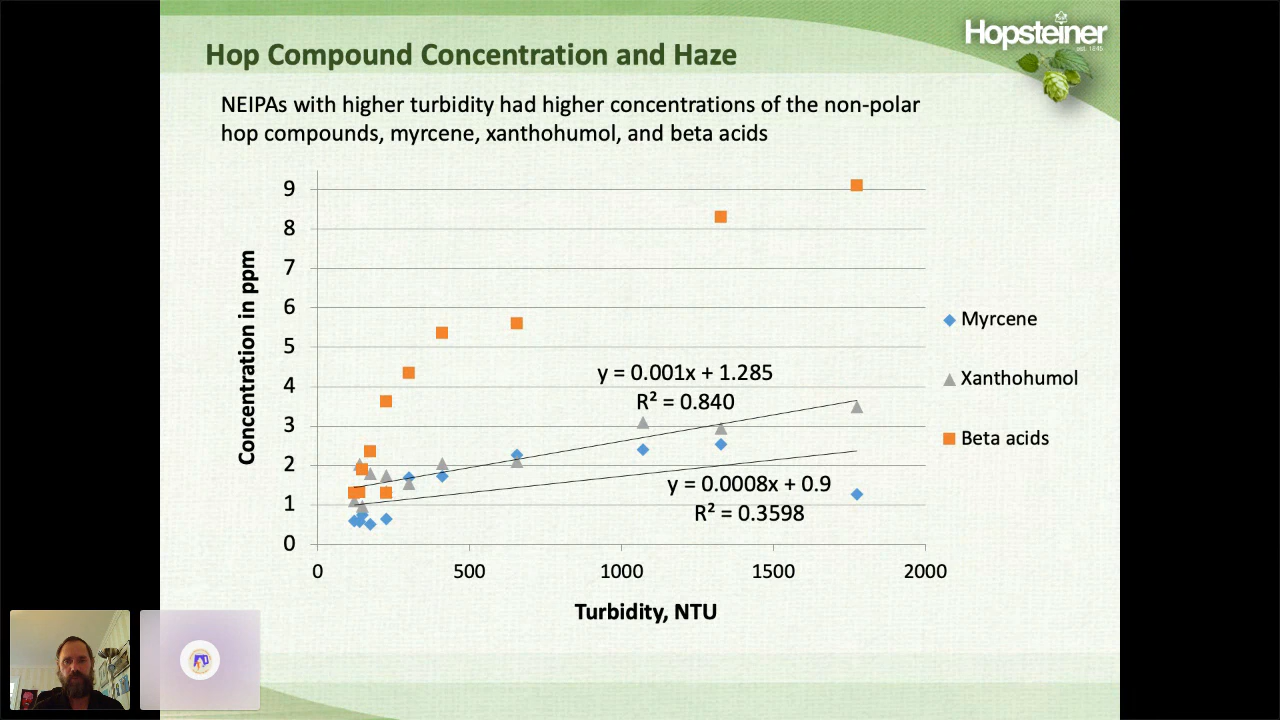 Hopsteiner
est. 1845
Hop Compound Concentration and Haze
NEIPAs with higher turbidity had higher concentrations of the non-polar
hop compounds, myrcene, xanthohumol, and beta acids
Concentration in ppm
9
8
7
6
5
4
3
2
1
0
y = 0.001x + 1.285
R² = 0.840
y = 0.0008x + 0.9
R² = 0.3598
Myrcene
Xanthohumol
Beta acids
0 500 1000 1500 2000
Turbidity, NTU